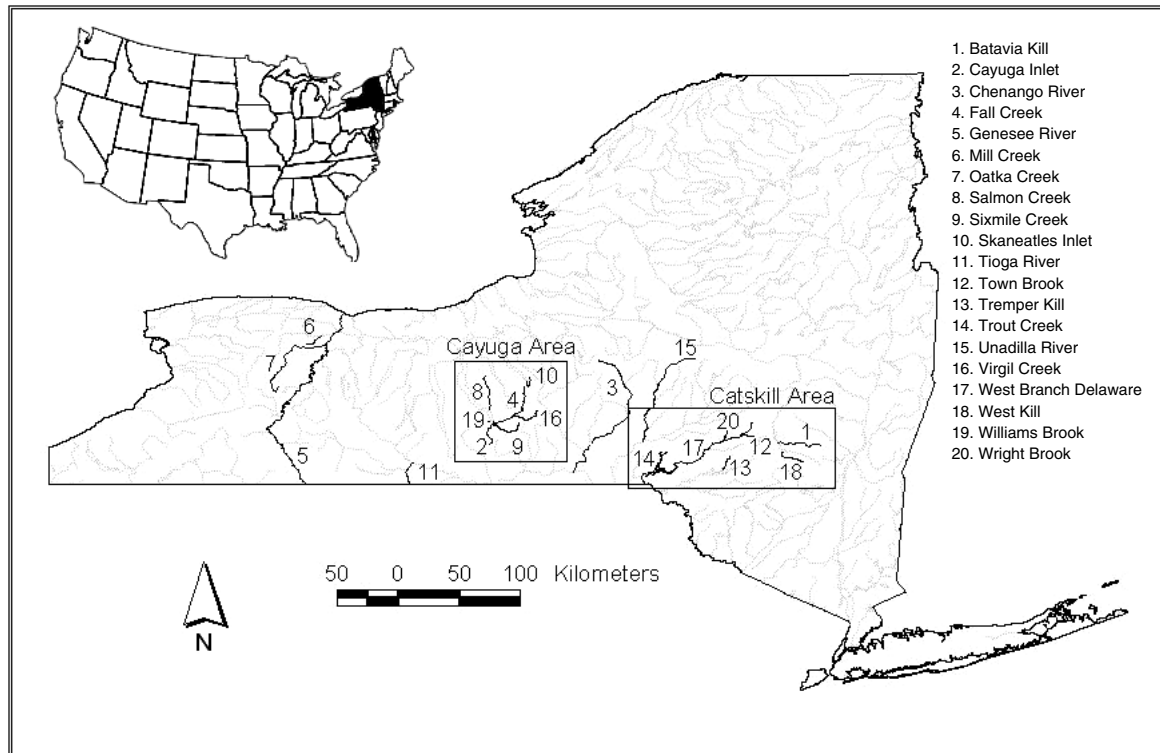 1. Batavia Kill
2. Cayuga Inlet
3. Chenango River
4. Fall Creek
5. Genesee River
6. Mill Creek
7. Oatka Creek
8. Salmon Creek
9. Sixmile Creek
10. Skaneatles Inlet
11. Tioga River
12. Town Brook
13. Tremper Kill
14. Trout Creek
15. Unadilla River
16. Virgil Creek
17. West Branch Delaware
18. West Kill
19. Williams Brook
20. Wright Brook
6
7
5
11
Cayuga Area
10
8
4
19
16
9
2
3
15
Catskill Area
20
1
17
12
14
13
18
50 0 50 100 Kilometers
N